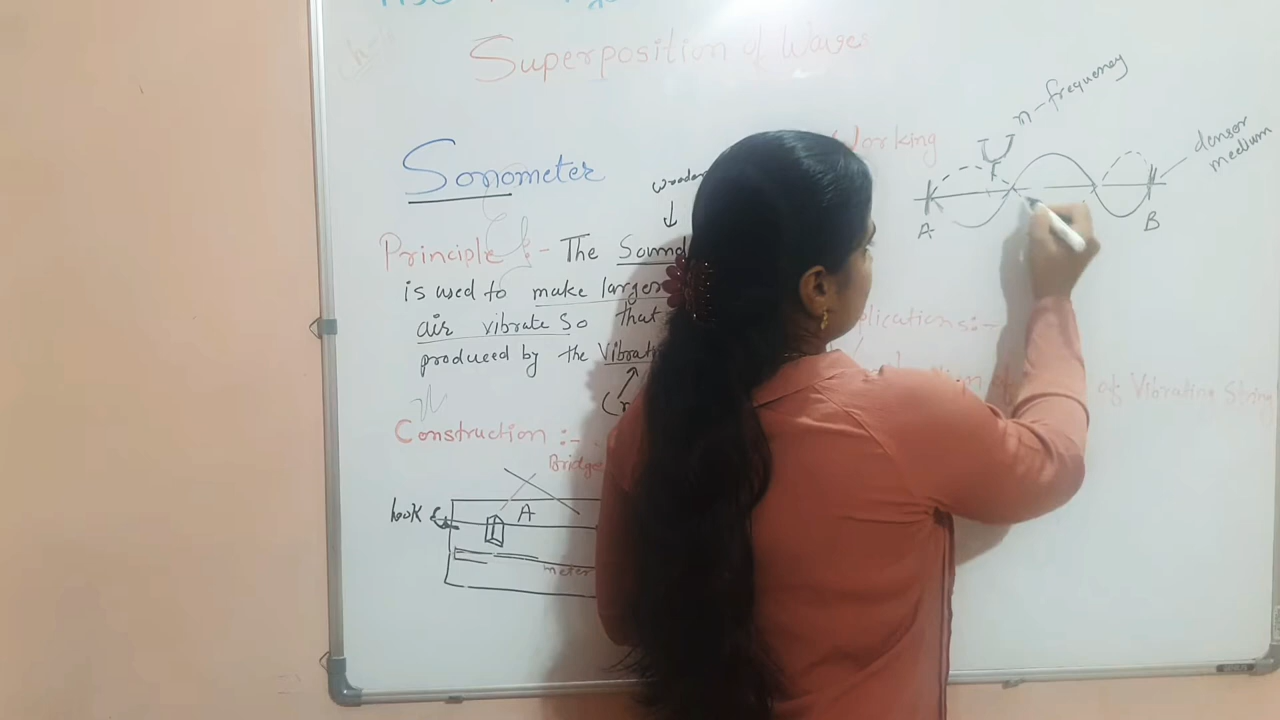 Superposition of Waves
Sonometer
Principle :- The Sound
is used to make larger
air vibrate so that
produced by the Vibrati
Construction :-
Bridge
hook
A
meter
Working
n-frequency
densor
medium
A
B
plications:-
of Vibrating String